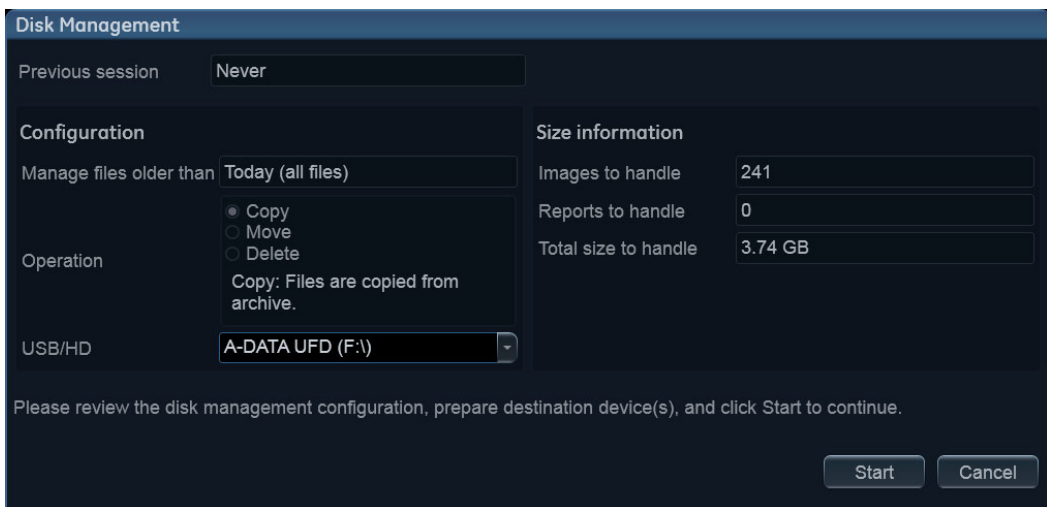 Disk Management
Previous session Never
Configuration
Manage files older than Today (all files)
Operation
Copy
Move
Delete
Copy: Files are copied from
archive.
USB/HD A-DATA UFD (F:\)
Size information
Images to handle 241
Reports to handle 0
Total size to handle 3.74 GB
Please review the disk management configuration, prepare destination device(s), and click Start to continue.
Start Cancel